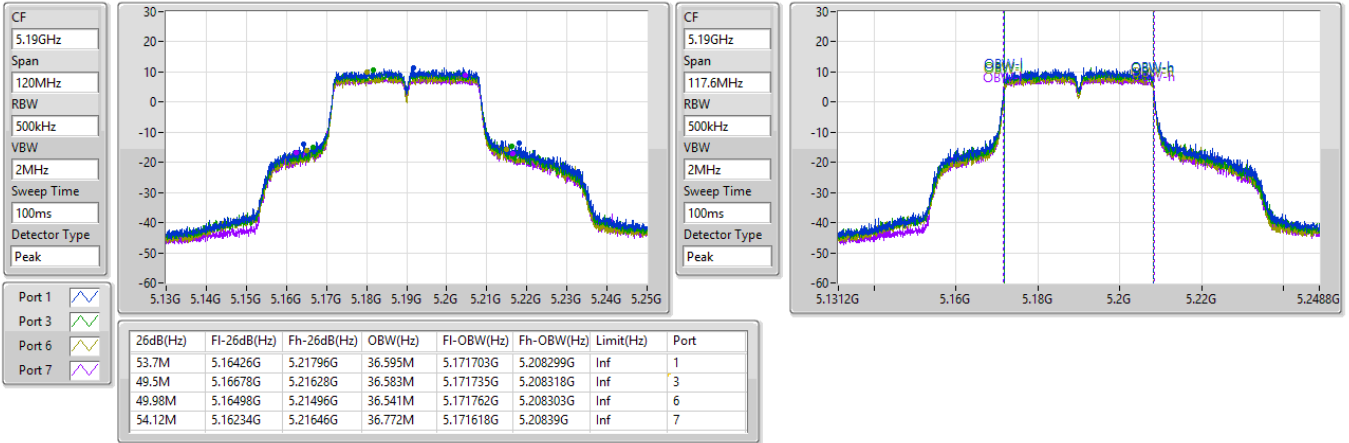 CF
5.19GHz
Span
120MHz
RBW
500kHz
VBW
2MHz
Sweep Time
100ms
Detector Type
Peak
30
20
10
0
-10
-20
-30
-40
-50
-60
5.13G 5.14G 5.15G 5.16G 5.17G 5.18G 5.19G 5.2G 5.21G 5.22G 5.23G 5.24G 5.25G
CF
5.19GHz
Span
117.6MHz
RBW
500kHz
VBW
2MHz
Sweep Time
100ms
Detector Type
Peak
30
20
10
0
-10
-20
-30
-40
-50
-60
OBW-l OBW-h
5.1312G 5.16G 5.18G 5.2G 5.22G 5.2488G
Port 1
Port 3
Port 6
Port 7
26dB(Hz) Fl-26dB(Hz) Fh-26dB(Hz) OBW(Hz) Fl-OBW(Hz) Fh-OBW(Hz) Limit(Hz) Port
53.7M 5.16426G 5.21796G 36.595M 5.171703G 5.208299G Inf 1
49.5M 5.16678G 5.21628G 36.583M 5.171735G 5.208318G Inf 3
49.98M 5.16498G 5.21496G 36.541M 5.171762G 5.208303G Inf 6
54.12M 5.16234G 5.21646G 36.772M 5.171618G 5.20839G Inf 7